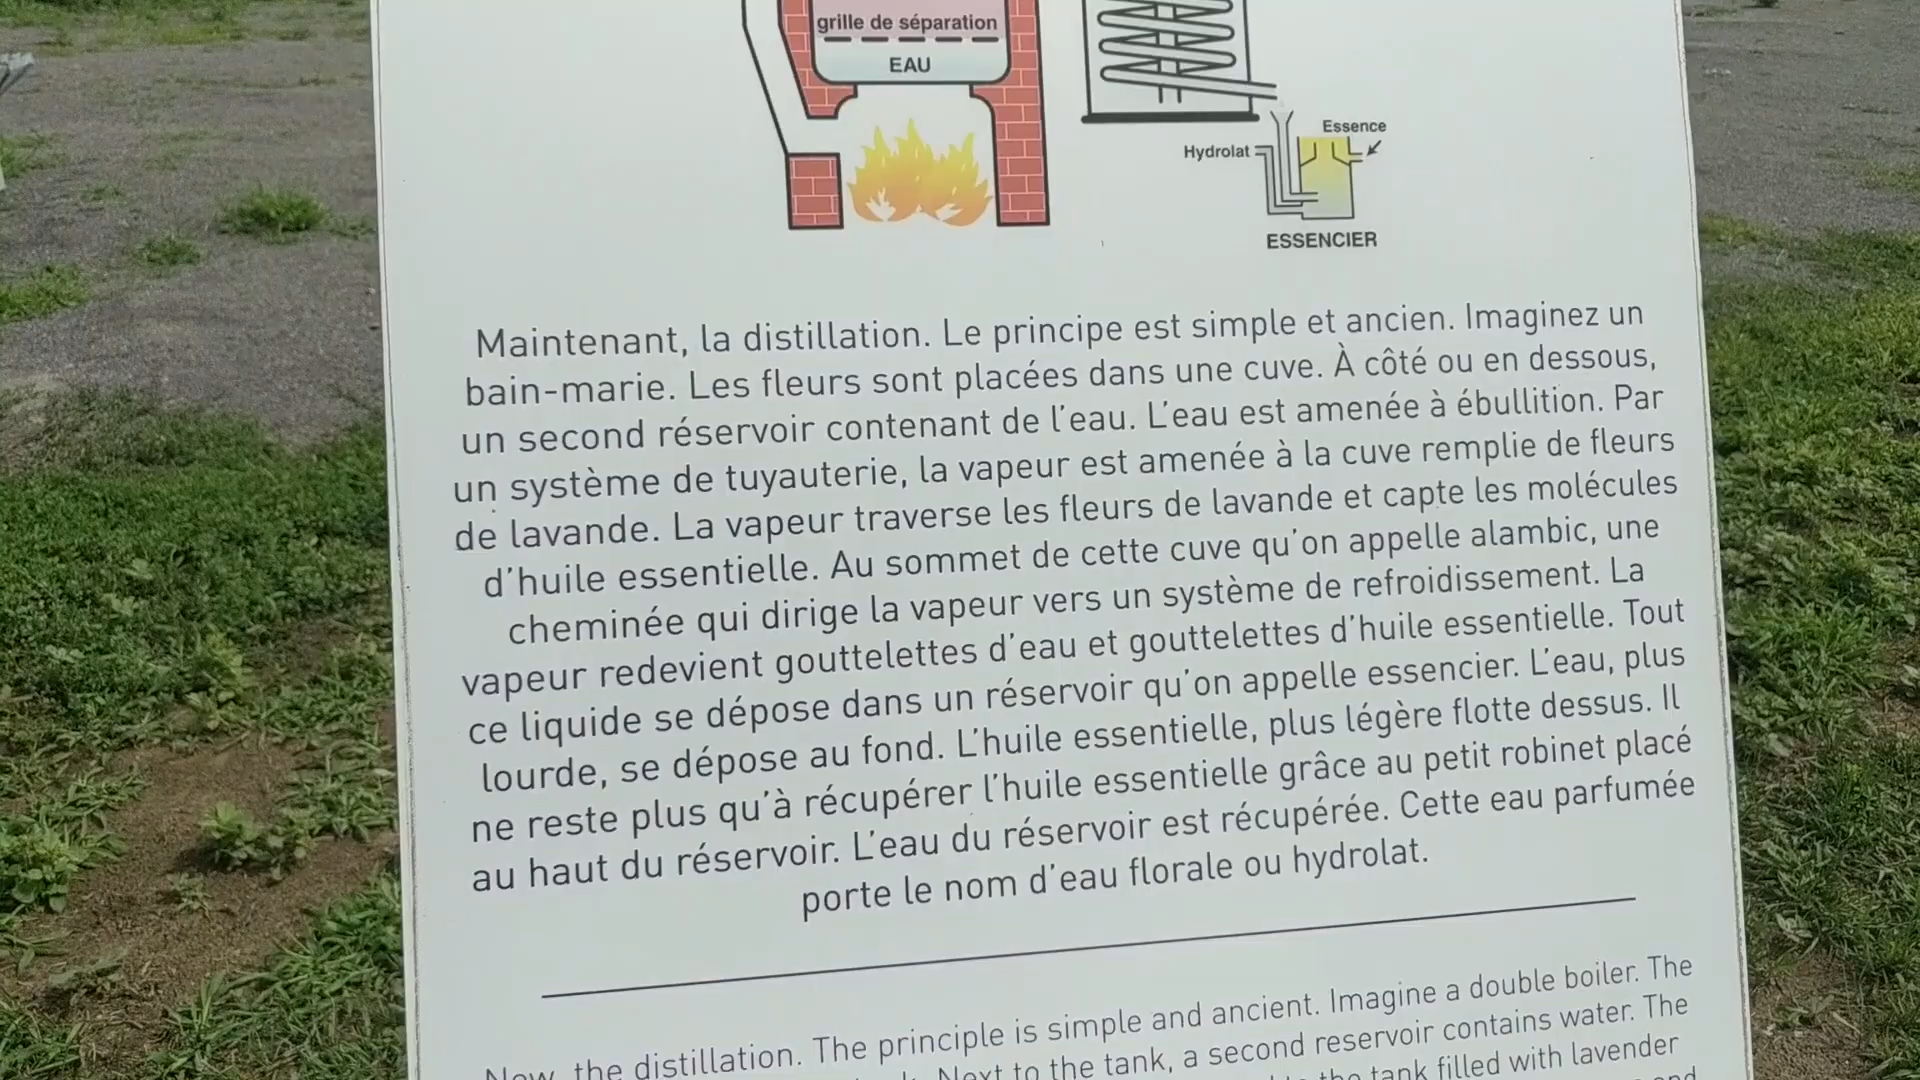 grille de séparation
EAU
Essence
Hydrolat
ESSENCIER
Maintenant, la distillation. Le principe est simple et ancien. Imaginez un
bain-marie. Les fleurs sont placées dans une cuve. À côté ou en dessous,
un second réservoir contenant de l'eau. L'eau est amenée à ébullition. Par
un système de tuyauterie, la vapeur est amenée à la cuve remplie de fleurs
de lavande. La vapeur traverse les fleurs de lavande et capte les molécules
d'huile essentielle. Au sommet de cette cuve qu'on appelle alambic, une
cheminée qui dirige la vapeur vers un système de refroidissement. La
vapeur redevient gouttelettes d'eau et gouttelettes d'huile essentielle. Tout
ce liquide se dépose dans un réservoir qu'on appelle essencier. L'eau, plus
lourde, se dépose au fond. L'huile essentielle, plus légère flotte dessus. Il
ne reste plus qu'à récupérer l'huile essentielle grâce au petit robinet placé
au haut du réservoir. L'eau du réservoir est récupérée. Cette eau parfumée
porte le nom d'eau florale ou hydrolat.
Now, the distillation. The principle is simple and ancient. Imagine a double boiler. The
Next to the tank, a second reservoir contains water. The
the tank filled with lavender
and